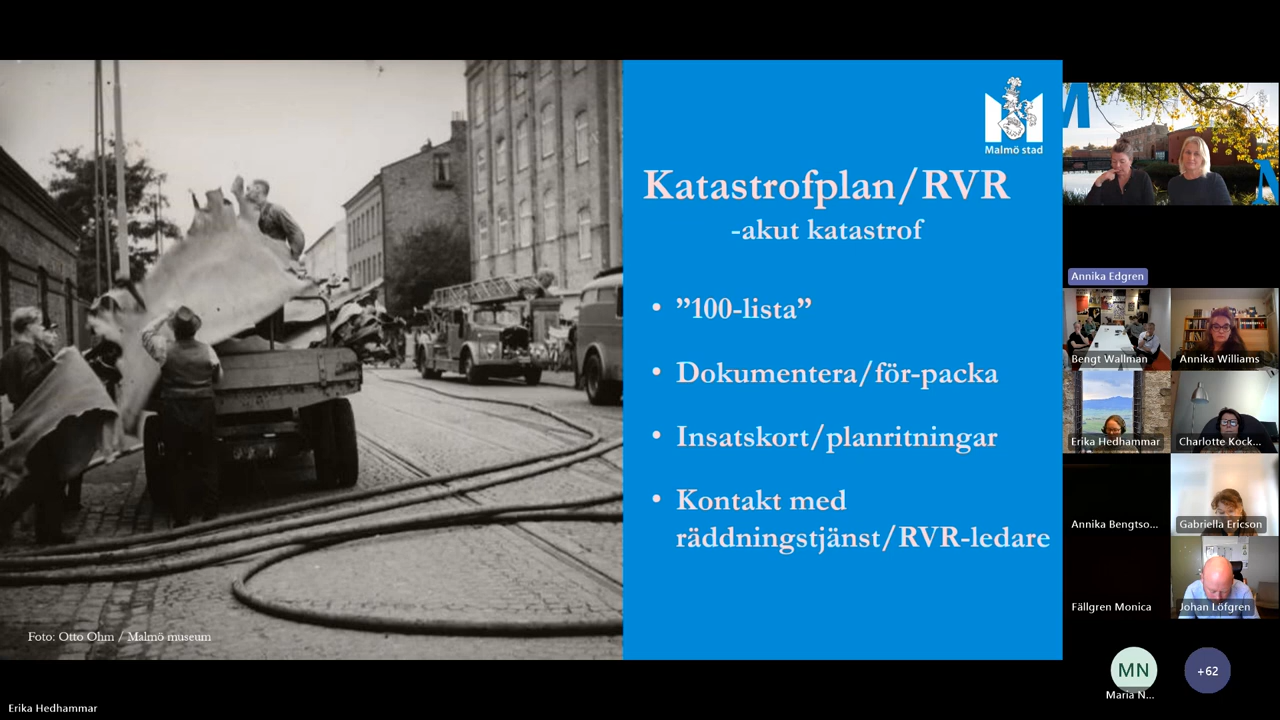 Malmö stad
Katastrofplan/RVR
-akut katastrof
• ”100-lista”
• Dokumentera/för-packa
• Insatskort/planritningar
• Kontakt med
räddningstjänst/RVR-ledare
Foto: Otto Ohm / Malmö museum
Erika Hedhammar
Annika Edgren
Bengt Wallman
Annika Williams
Erika Hedhammar
Charlotte Kock...
Annika Bengtso...
Gabriella Ericson
Fällgren Monica
Johan Löfgren
MN
Maria N...
+62